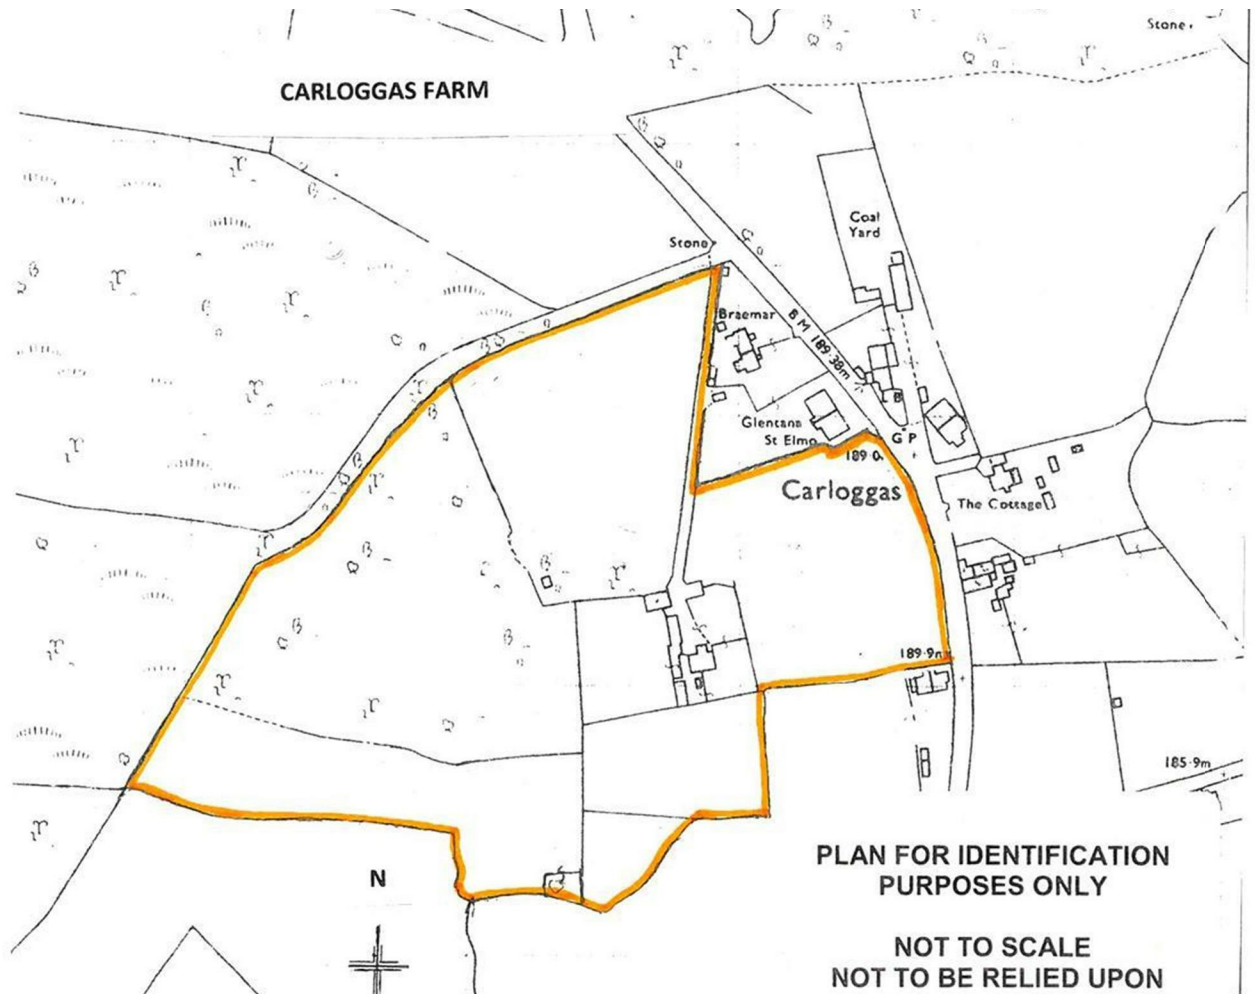 Stone
CARLOGGAS FARM
Coal
Yard
Stone
Braemar
B M 189·38m
Glentana
St Elmo
B
G P
189·0
Carloggas
The Cottage
189·9m
185·9m
PLAN FOR IDENTIFICATION
PURPOSES ONLY
N
NOT TO SCALE
NOT TO BE RELIED UPON